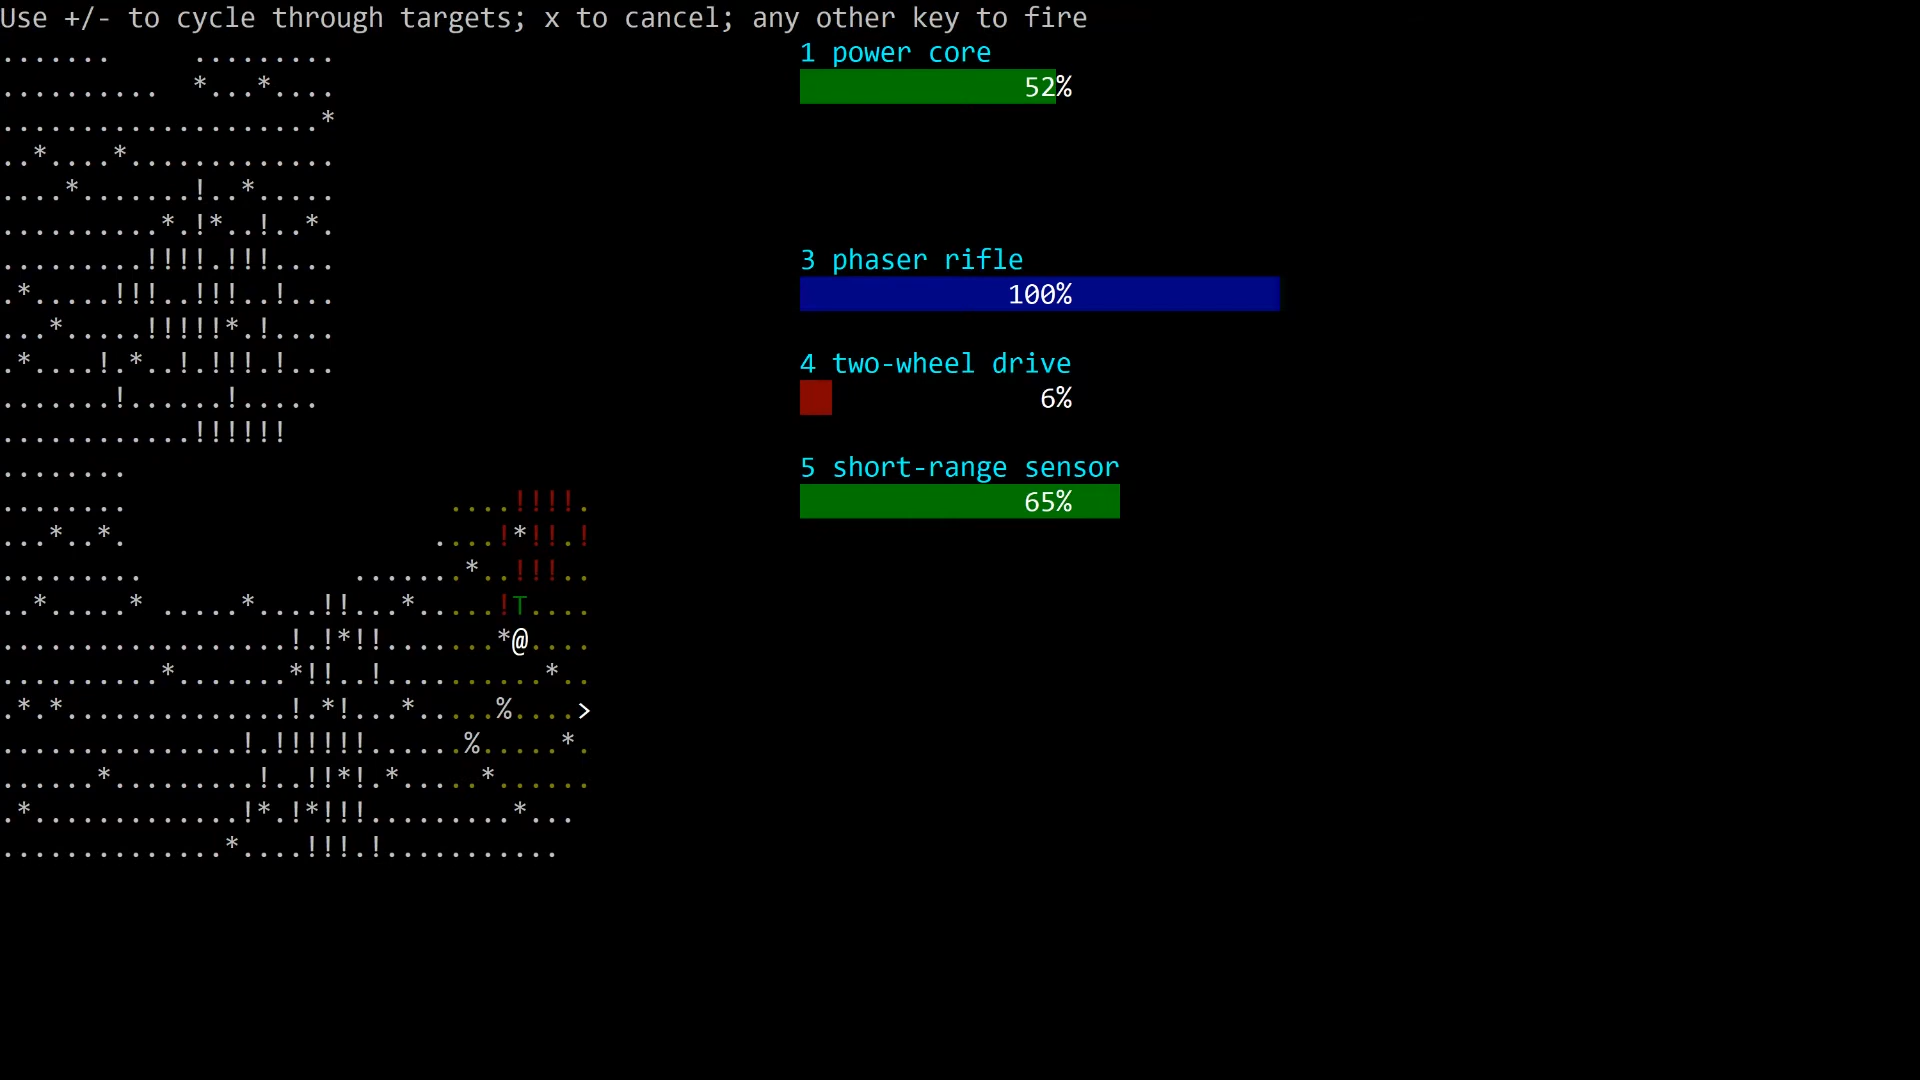 Use +/- to cycle through targets; x to cancel; any other key to fire
1 power core
52%
3 phaser rifle
100%
4 two-wheel drive
6%
5 short-range sensor
65%